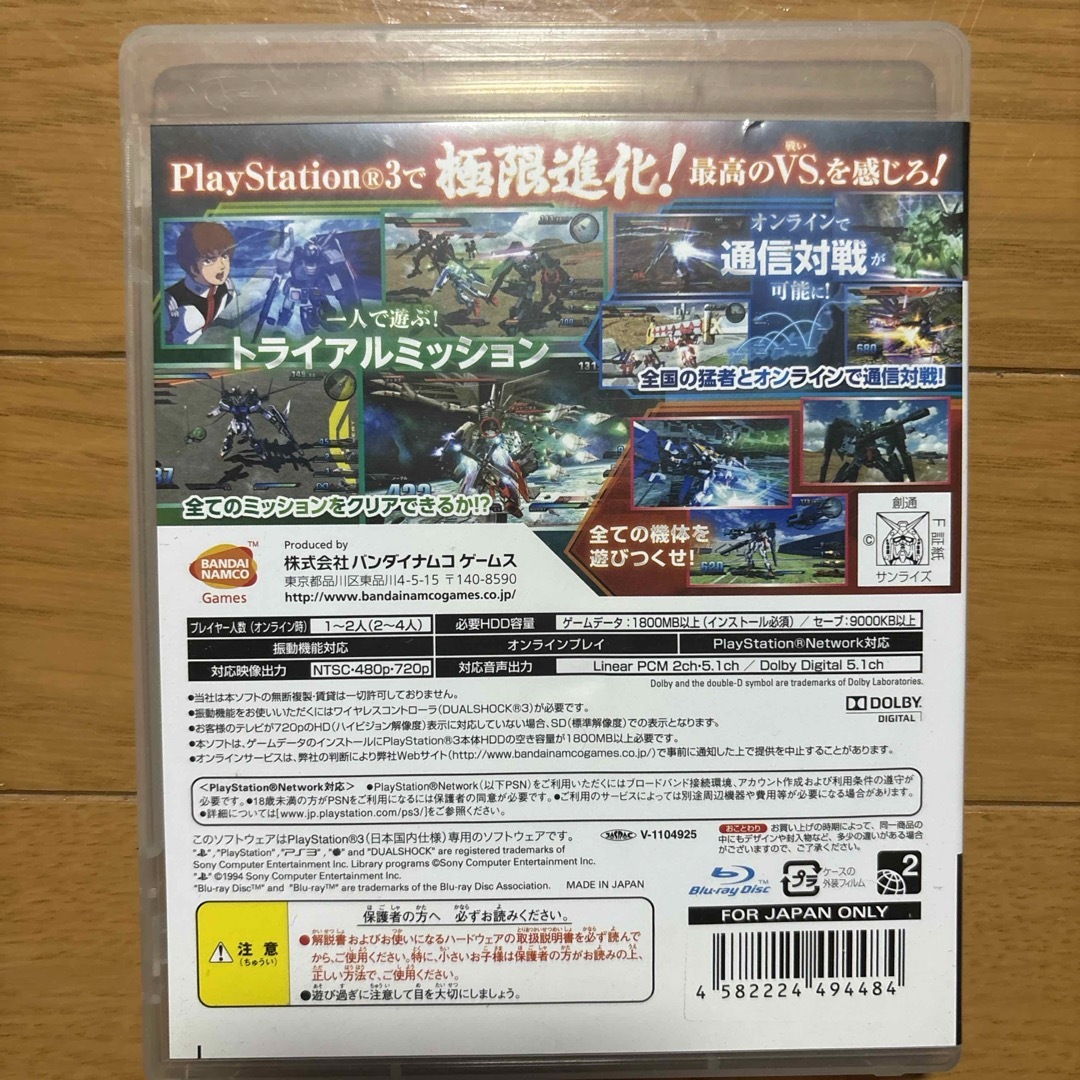 PlayStation®3で 極限進化! 最高のVS.を感じろ!
戦い
オンラインで
通信対戦が
可能に!
一人で遊ぶ!
トライアルミッション
全国の猛者とオンラインで通信対戦!
680
131
全てのミッションをクリアできるか!?
全ての機体を
遊びつくせ!
620
創通
©
サンライズ
F証紙
BANDAI
NAMCO
™
Games
Produced by
株式会社 バンダイナムコ ゲームス
東京都品川区東品川4-5-15 〒140-8590
http://www.bandainamcogames.co.jp/
プレイヤー人数(オンライン時) 1~2人(2~4人) 必要HDD容量 ゲームデータ:1800MB以上(インストール必須) / セーブ:9000KB以上
振動機能対応 オンラインプレイ PlayStation®Network対応
対応映像出力 NTSC・480p・720p 対応音声出力 Linear PCM 2ch・5.1ch / Dolby Digital 5.1ch
Dolby and the double-D symbol are trademarks of Dolby Laboratories.
●当社は本ソフトの無断複製・賃貸は一切許可しておりません。
●振動機能をお使いいただくにはワイヤレスコントローラ(DUALSHOCK®3)が必要です。
●お客様のテレビが720pのHD(ハイビジョン解像度)表示に対応していない場合、SD(標準解像度)での表示となります。
●本ソフトは、ゲームデータのインストールにPlayStation®3本体HDDの空き容量が1800MB以上必要です。
●オンラインサービスは、弊社の判断により弊社Webサイト(http://www.bandainamcogames.co.jp/)で事前に通知した上で提供を中止することがあります。
DOLBY
DIGITAL
<PlayStation®Network対応> ●PlayStation®Network(以下PSN)をご利用いただくにはブロードバンド接続環境、アカウント作成および利用条件の遵守が
必要です。●18歳未満の方がPSNをご利用になるには保護者の同意が必要です。●ご利用のサービスによっては別途周辺機器や費用等が必要になる場合があります。
●詳細については[www.jp.playstation.com/ps3/]をご参照ください。
このソフトウェアはPlayStation®3(日本国内仕様)専用のソフトウェアです。
", "PlayStation", "PS3", "●" and "DUALSHOCK" are registered trademarks of
Sony Computer Entertainment Inc. Library programs ©Sony Computer Entertainment Inc.
" " ©1994 Sony Computer Entertainment Inc.
"Blu-ray Disc™" and "Blu-ray™" are trademarks of the Blu-ray Disc Association. MADE IN JAPAN
JASRAC V-1104925
おことわり お買い上げの時期によって、同一商品の
中にもデザインや封入物など、多少の違いがある場合
がございますので、ご了承ください。
Blu-ray Disc™
プラ
ケースの
外装フィルム
2
FOR JAPAN ONLY
4 582224 494484
注意
(ちゅうい)
保護者の方へ 必ずお読みください。
●解説書およびお使いになるハードウェアの取扱説明書を必ず読んで
から、ご使用ください。特に、小さいお子様は保護者の方がお読みの上、
正しい方法で、ご使用ください。
●遊び過ぎに注意して目を大切にしましょう。